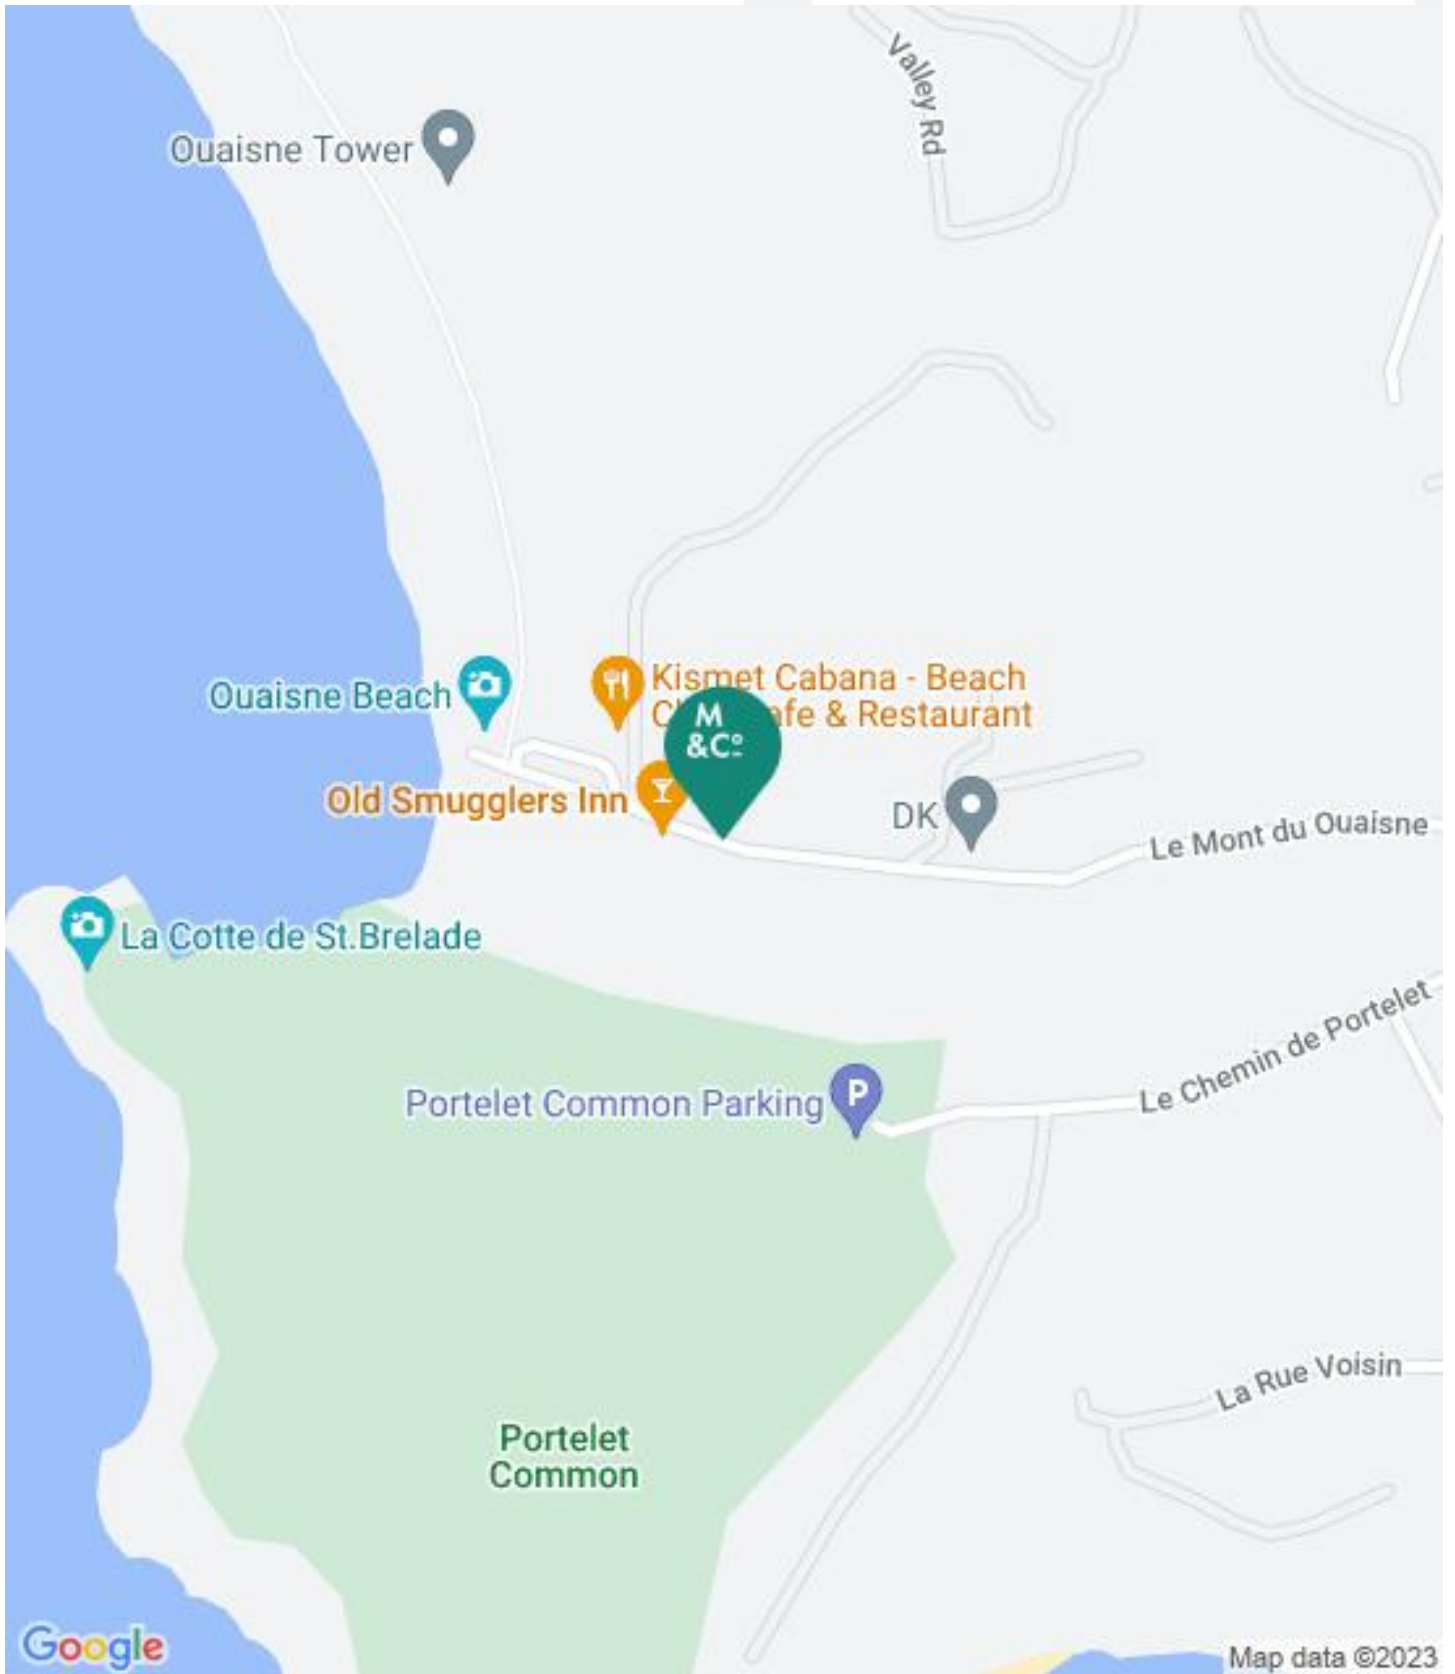 Valley Rd
Ouaisne Tower
Kismet Cabana - Beach
Ouaisne Beach
afe & Restaurant
M
&Cº
Old Smugglers Inn
DK
Le Mont du Ouaisne
La Cotte de St.Brelade
Le Chemin de Portelet
Portelet Common Parking
P
La Rue Voisin
Portelet
Common
Google
Map data ©2023